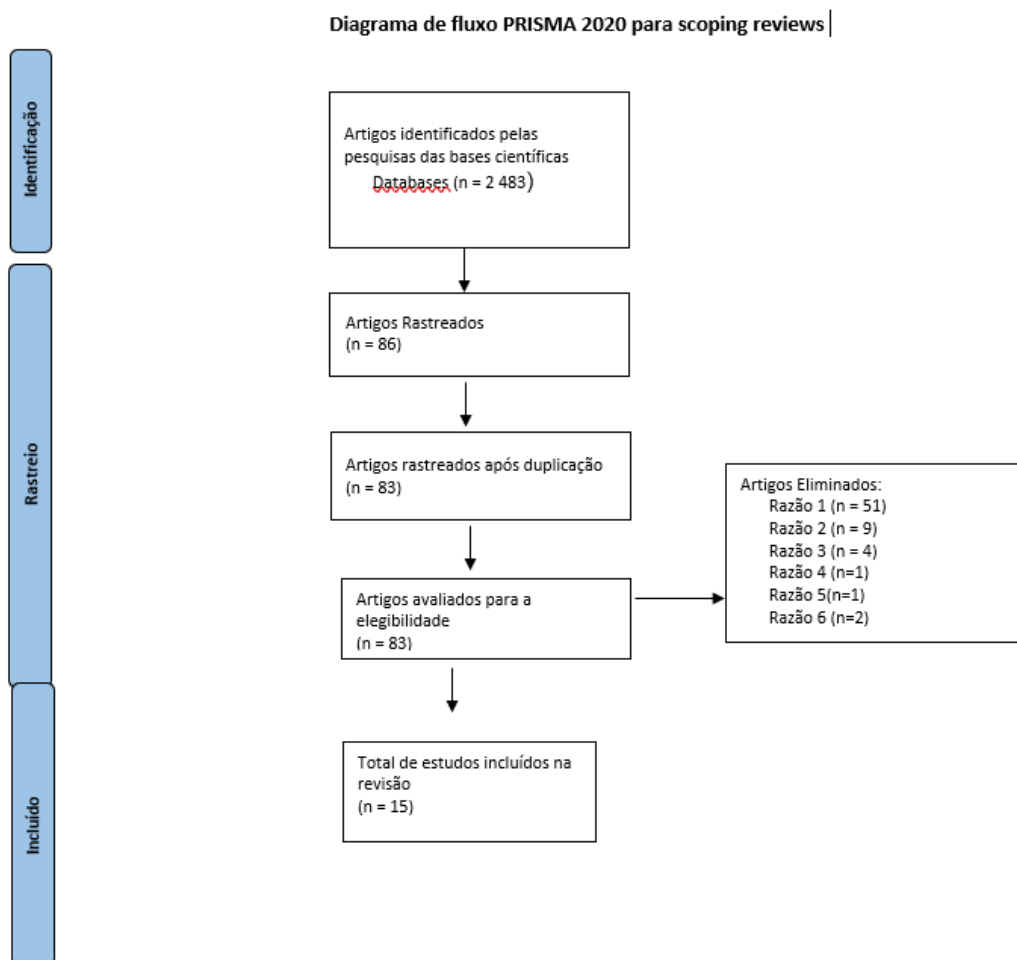 Diagrama de fluxo PRISMA 2020 para scoping reviews
Identificação
Artigos identificados pelas
pesquisas das bases científicas
Databases (n = 2 483)
Rastreio
Artigos Rastreados
(n = 86)
Artigos rastreados após duplicação
(n = 83)
Artigos avaliados para a
elegibilidade
(n = 83)
Artigos Eliminados:
Razão 1 (n = 51)
Razão 2 (n = 9)
Razão 3 (n = 4)
Razão 4 (n=1)
Razão 5(n=1)
Razão 6 (n=2)
Incluído
Total de estudos incluídos na
revisão
(n = 15)